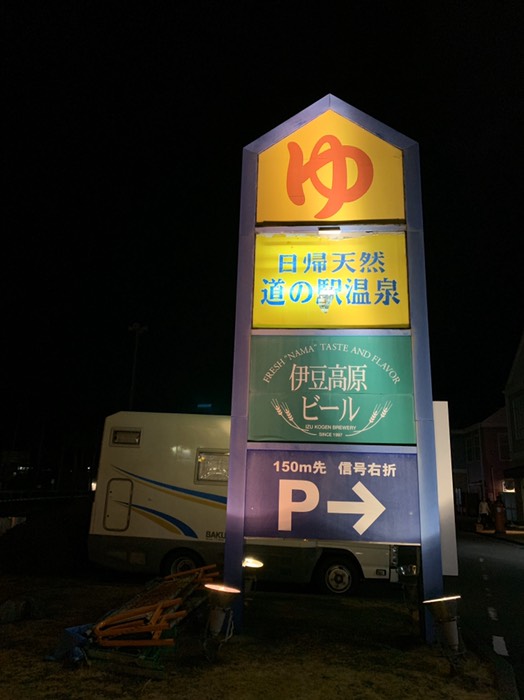 ゆ
日帰天然
道の駅温泉
FRESH "NAMA" TASTE AND FLAVOR
伊豆高原
ビール
IZU KOGEN BREWERY
SINCE 1997
150m先 信号右折
P→